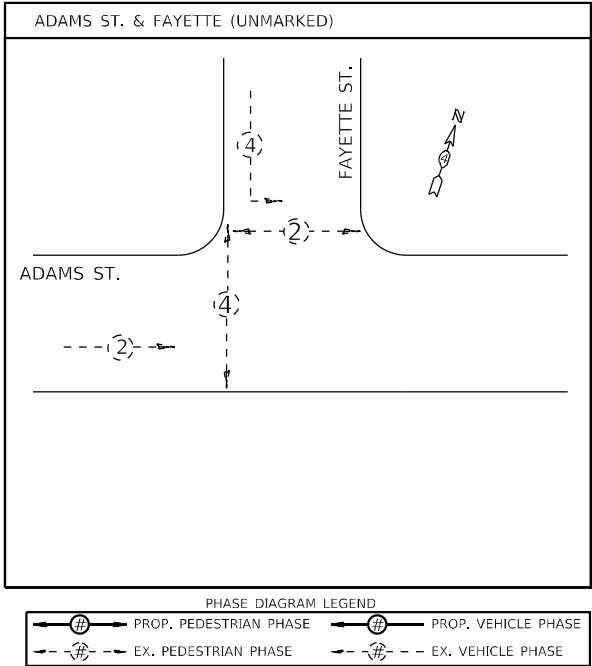 ADAMS ST. & FAYETTE (UNMARKED)
FAYETTE ST.
N
4
4
2
ADAMS ST.
4
2
PHASE DIAGRAM LEGEND
# PROP. PEDESTRIAN PHASE # PROP. VEHICLE PHASE
# EX. PEDESTRIAN PHASE # EX. VEHICLE PHASE